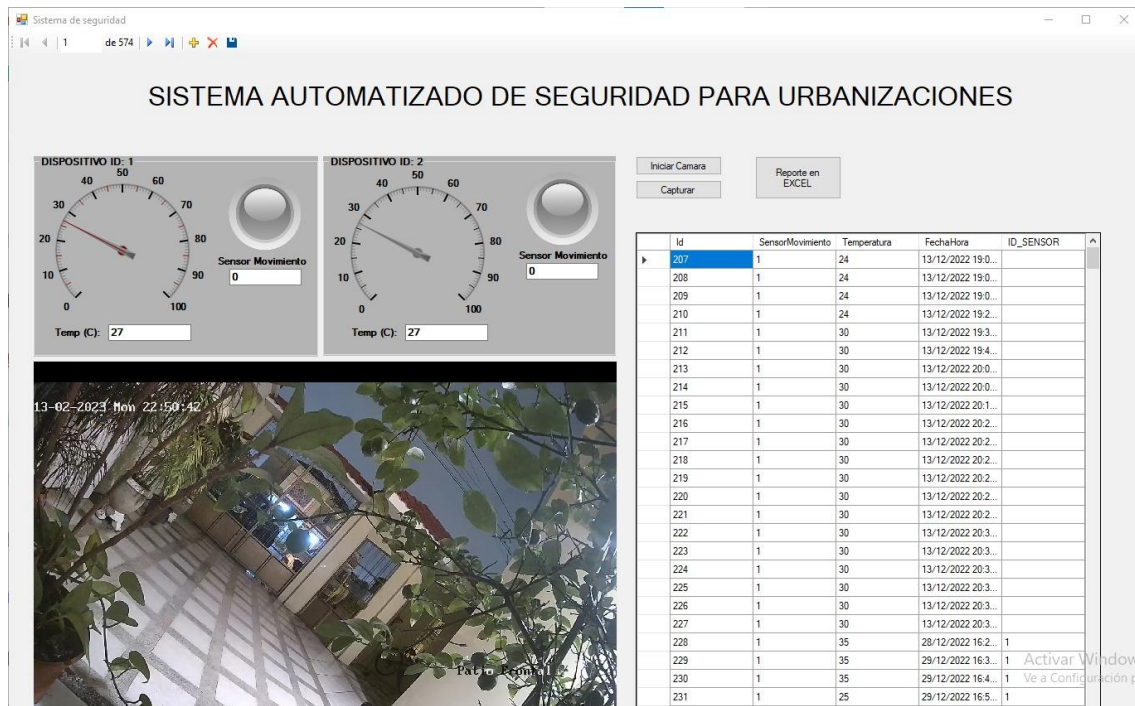 Sistema de seguridad
1 de 574
SISTEMA AUTOMATIZADO DE SEGURIDAD PARA URBANIZACIONES
DISPOSITIVO ID: 1
0 10 20 30 40 50 60 70 80 90 100
Sensor Movimiento
0
Temp (C): 27
DISPOSITIVO ID: 2
0 10 20 30 40 50 60 70 80 90 100
Sensor Movimiento
0
Temp (C): 27
Iniciar Camara
Capturar
Reporte en
EXCEL
13-02-2023 Mon 22:50:42
Patio Frontal
Id SensorMovimiento Temperatura FechaHora ID_SENSOR
207 1 24 13/12/2022 19:0...
208 1 24 13/12/2022 19:0...
209 1 24 13/12/2022 19:0...
210 1 24 13/12/2022 19:2...
211 1 30 13/12/2022 19:3...
212 1 30 13/12/2022 19:4...
213 1 30 13/12/2022 20:0...
214 1 30 13/12/2022 20:0...
215 1 30 13/12/2022 20:1...
216 1 30 13/12/2022 20:2...
217 1 30 13/12/2022 20:2...
218 1 30 13/12/2022 20:2...
219 1 30 13/12/2022 20:2...
220 1 30 13/12/2022 20:2...
221 1 30 13/12/2022 20:2...
222 1 30 13/12/2022 20:3...
223 1 30 13/12/2022 20:3...
224 1 30 13/12/2022 20:3...
225 1 30 13/12/2022 20:3...
226 1 30 13/12/2022 20:3...
227 1 30 13/12/2022 20:3...
228 1 35 28/12/2022 16:2... 1
229 1 35 29/12/2022 16:3... 1
230 1 35 29/12/2022 16:4... 1
231 1 25 29/12/2022 16:5... 1
Activar Window
Ve a Configuración p